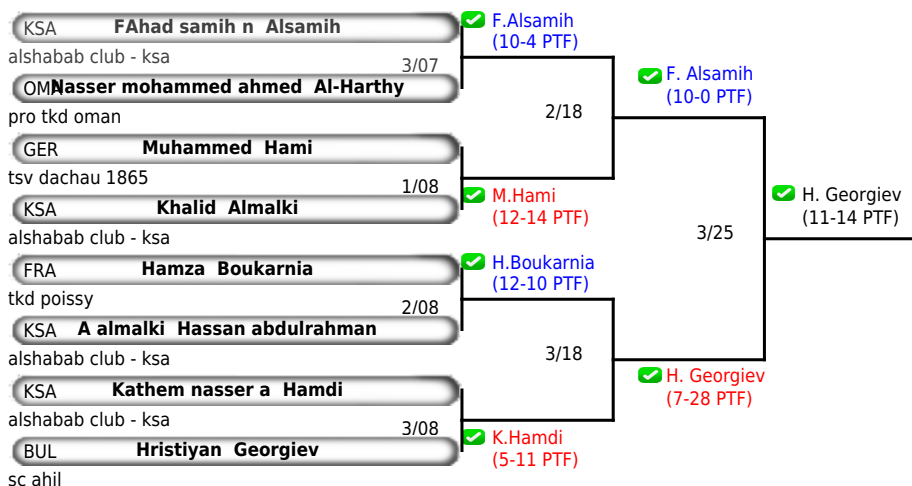 KSA FAhad samih n Alsamih
F.Alsamih
(10-4 PTF)
alshabab club - ksa
3/07
F. Alsamih
(10-0 PTF)
OMNasser mohammed ahmed Al-Harthy
2/18
pro tkd oman
GER Muhammed Hami
tsv dachau 1865
1/08
M.Hami
(12-14 PTF)
H. Georgiev
(11-14 PTF)
KSA Khalid Almalki
3/25
alshabab club - ksa
FRA Hamza Boukarnia
H.Boukarnia
(12-10 PTF)
tkd poissy
2/08
KSA A almalki Hassan abdulrahman
3/18
alshabab club - ksa
H. Georgiev
(7-28 PTF)
KSA Kathem nasser a Hamdi
alshabab club - ksa
3/08
K.Hamdi
(5-11 PTF)
BUL Hristiyan Georgiev
sc ahil